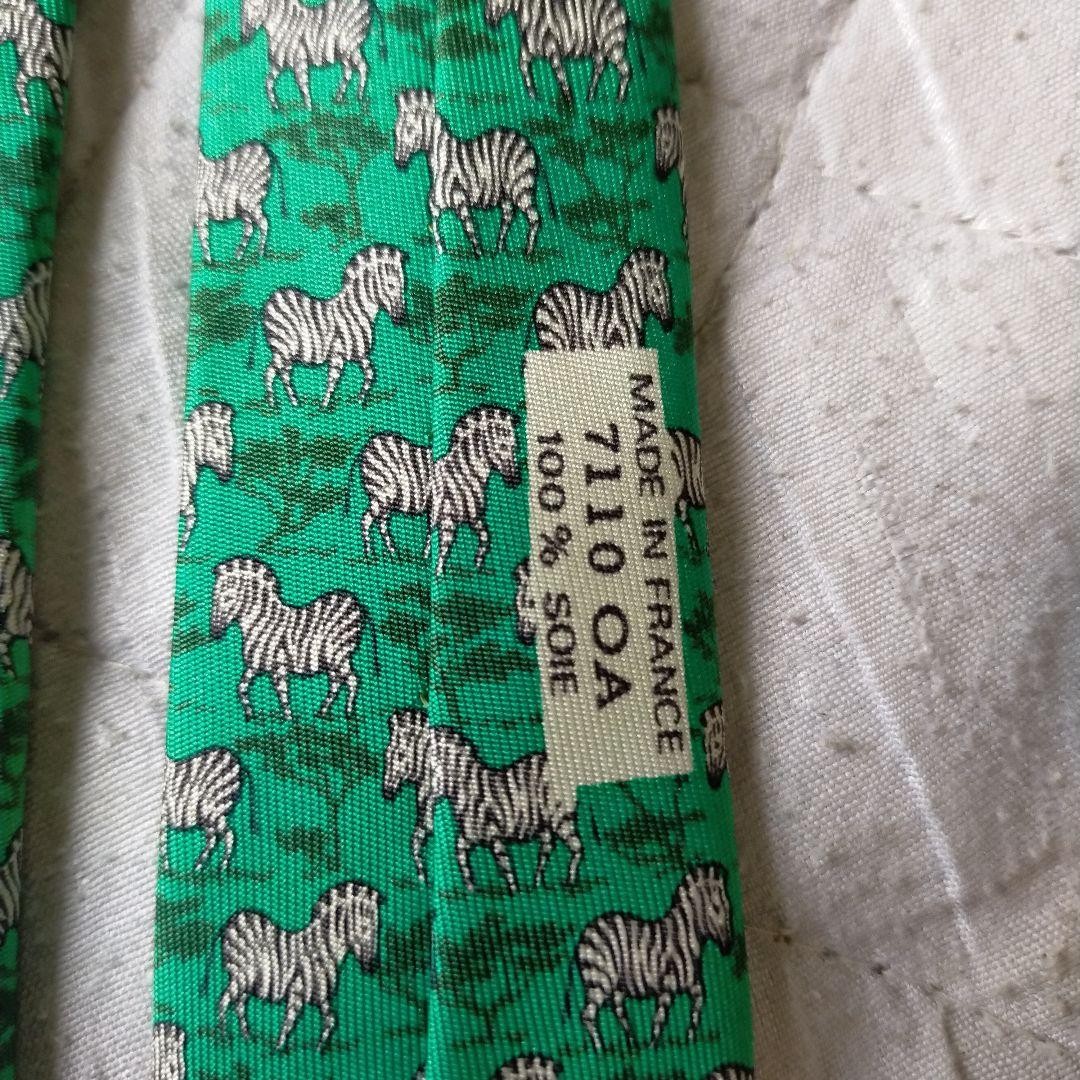 MADE IN FRANCE
7110 OA
100 % SOIE